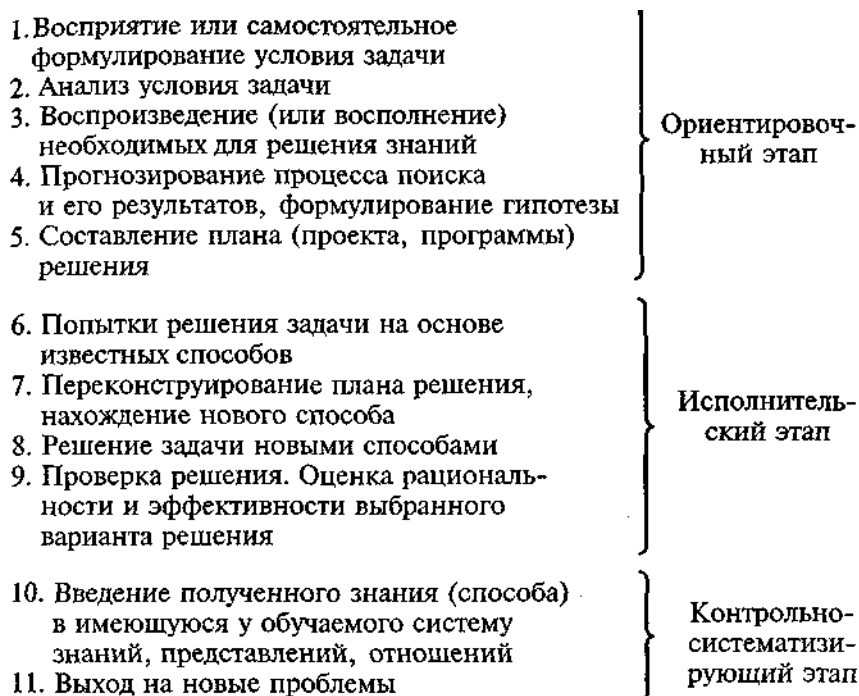 1.Восприятие или самостоятельное
формулирование условия задачи
2. Анализ условия задачи
3. Воспроизведение (или восполнение)
необходимых для решения знаний
4. Прогнозирование процесса поиска
и его результатов, формулирование гипотезы
5. Составление плана (проекта, программы)
решения
Ориентировоч-
ный этап
6. Попытки решения задачи на основе
известных способов
7. Переконструирование плана решения,
нахождение нового способа
8. Решение задачи новыми способами
9. Проверка решения. Оценка рациональ-
ности и эффективности выбранного
варианта решения
Исполнитель-
ский этап
10. Введение полученного знания (способа)
в имеющуюся у обучаемого систему
знаний, представлений, отношений
11. Выход на новые проблемы
Контрольно-
системати­зи-
рующий этап